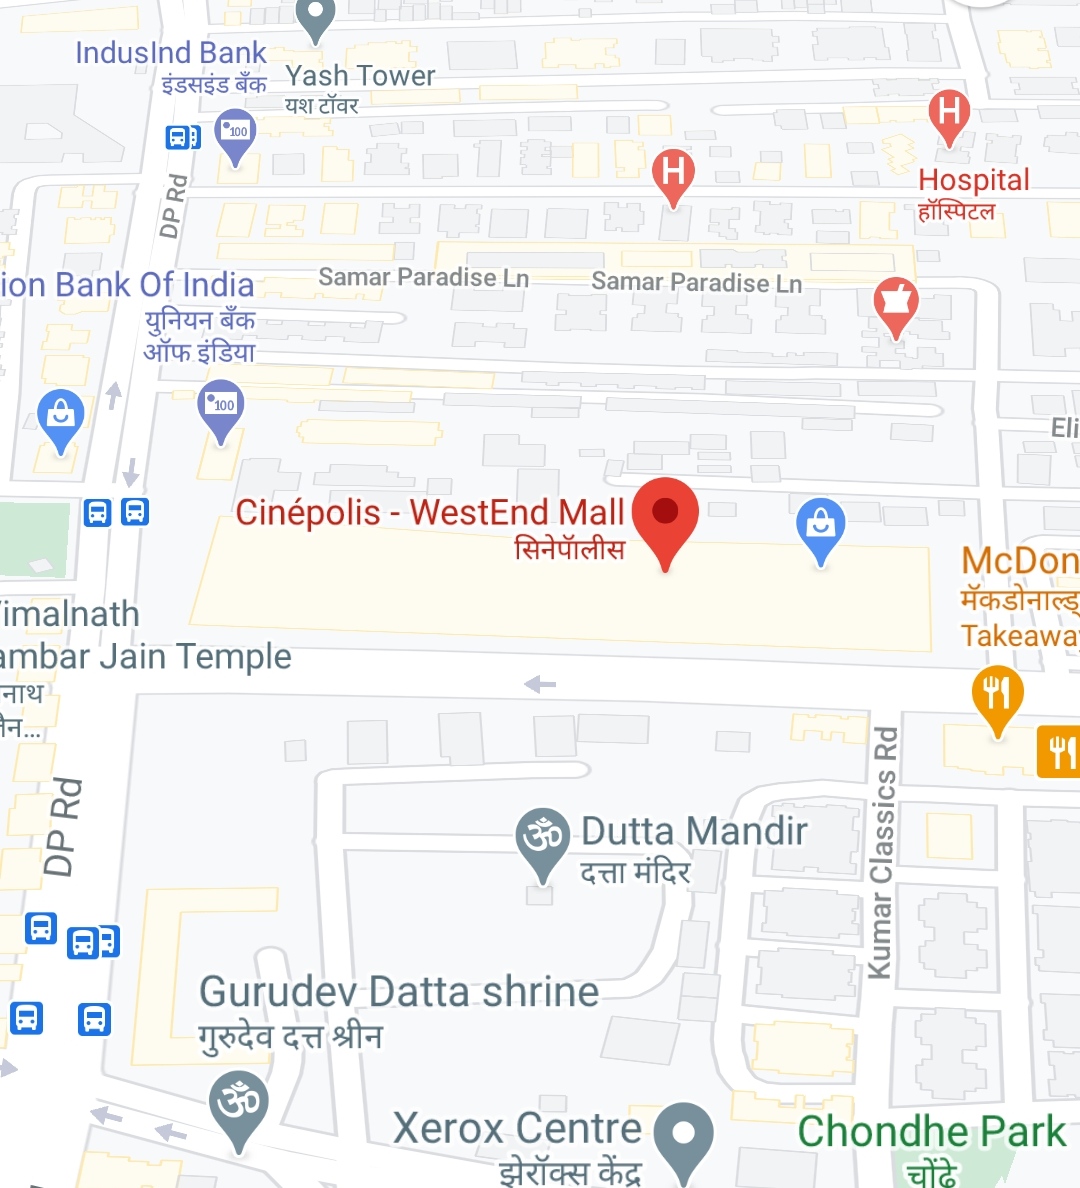 IndusInd Bank
इंडसइंड बँक
Yash Tower
यश टॉवर
100
H
H
Hospital
हॉस्पिटल
DP Rd
ion Bank Of India
युनियन बँक
ऑफ इंडिया
Samar Paradise Ln
Samar Paradise Ln
100
Eli
Cinépolis - WestEnd Mall
सिनेपॅालीस
McDon
मॅकडोनाल्ड्
Takeaway
imalnath
ambar Jain Temple
नाथ
जैन...
DP Rd
Kumar Classics Rd
ॐ
Dutta Mandir
दत्ता मंदिर
Gurudev Datta shrine
गुरुदेव दत्त श्रीन
ॐ
Xerox Centre
झेरॉक्स केंद्र
Chondhe Park
चोंढे